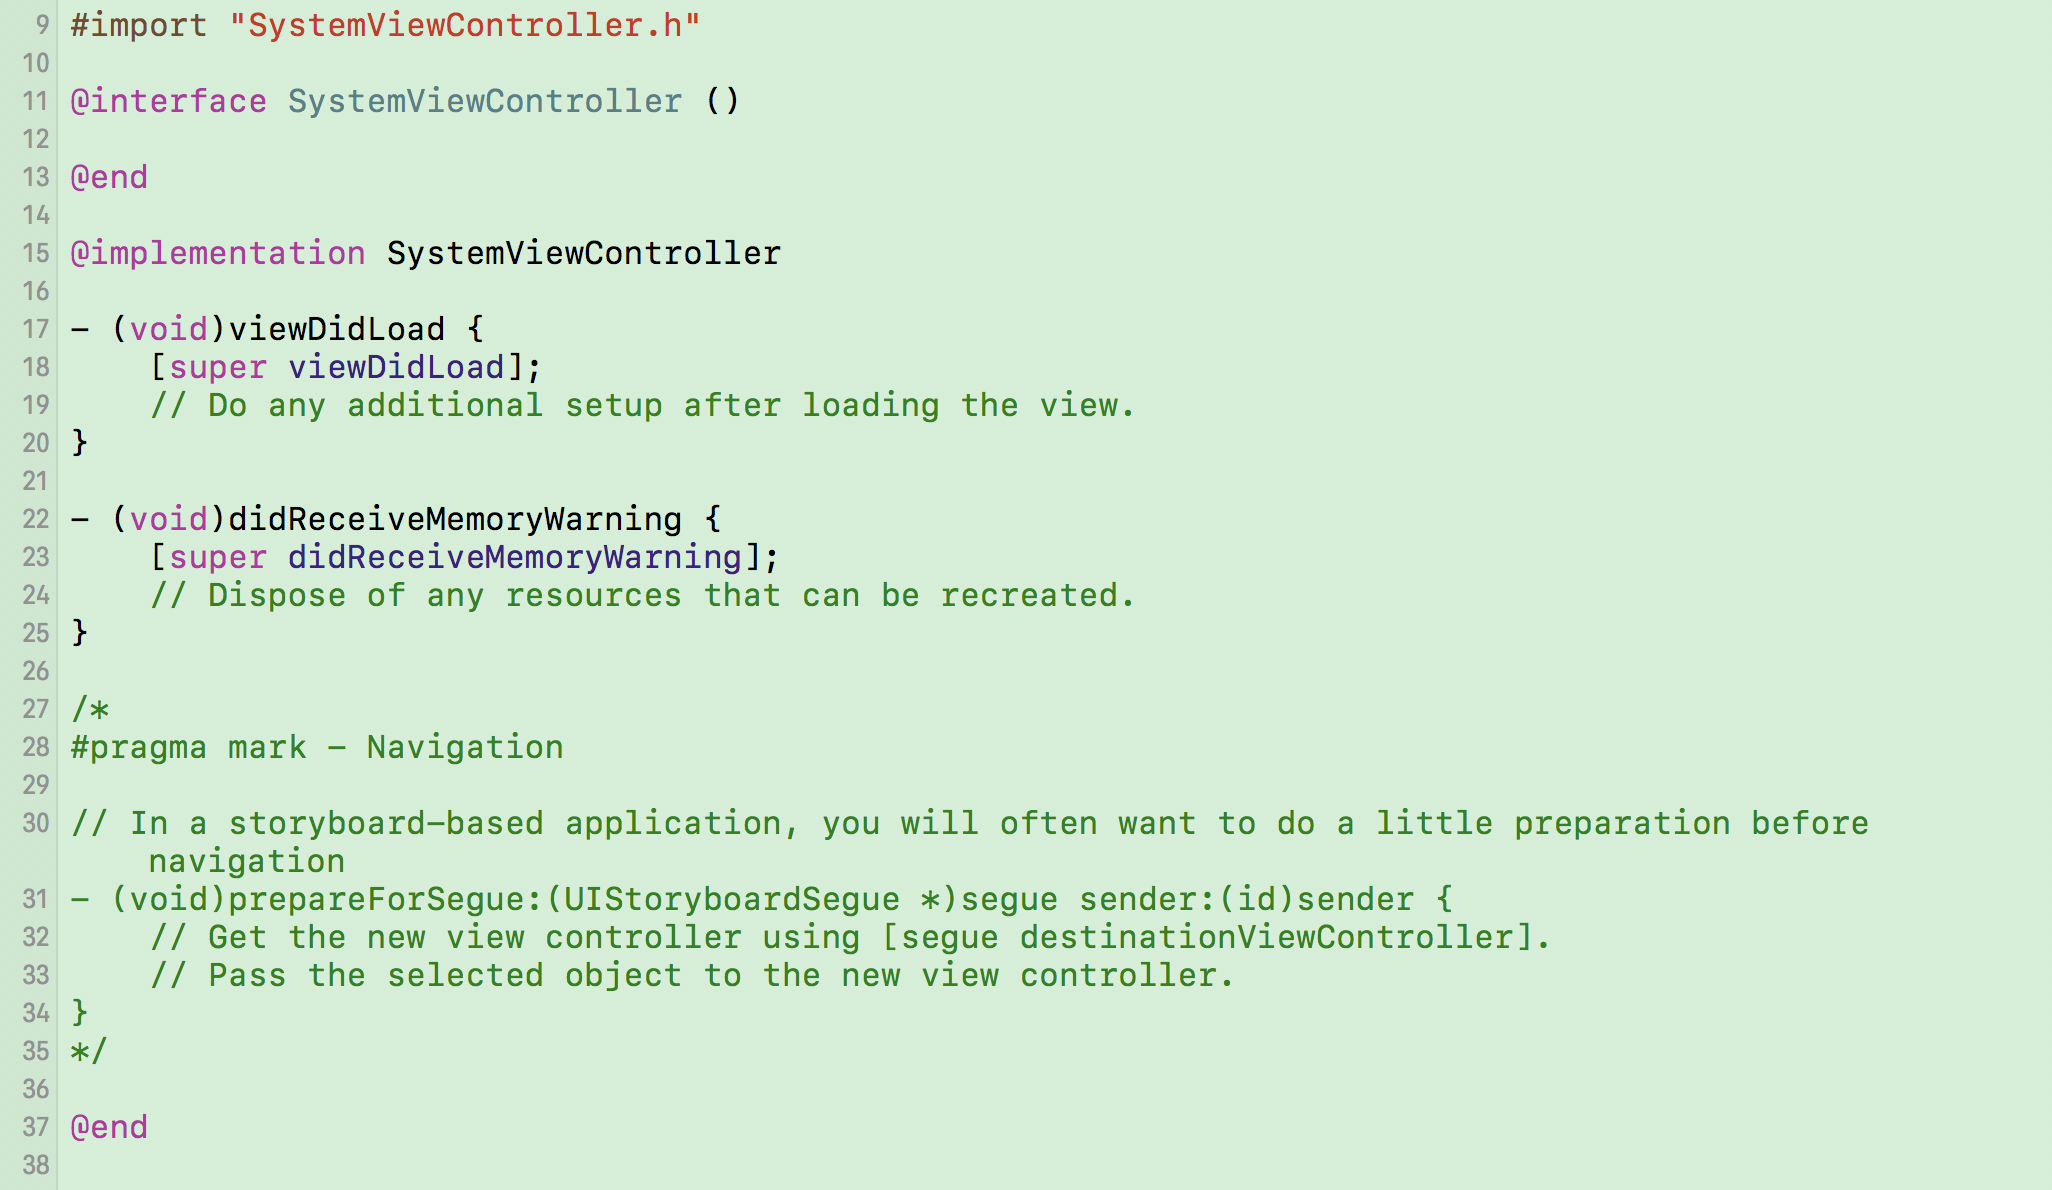 9 #import "SystemViewController.h"
10
11 @interface SystemViewController ()
12
13 @end
14
15 @implementation SystemViewController
16
17 - (void)viewDidLoad {
18     [super viewDidLoad];
19     // Do any additional setup after loading the view.
20 }
21
22 - (void)didReceiveMemoryWarning {
23     [super didReceiveMemoryWarning];
24     // Dispose of any resources that can be recreated.
25 }
26
27 /*
28 #pragma mark - Navigation
29
30 // In a storyboard-based application, you will often want to do a little preparation before
navigation
31 - (void)prepareForSegue:(UIStoryboardSegue *)segue sender:(id)sender {
32     // Get the new view controller using [segue destinationViewController].
33     // Pass the selected object to the new view controller.
34 }
35 */
36
37 @end
38